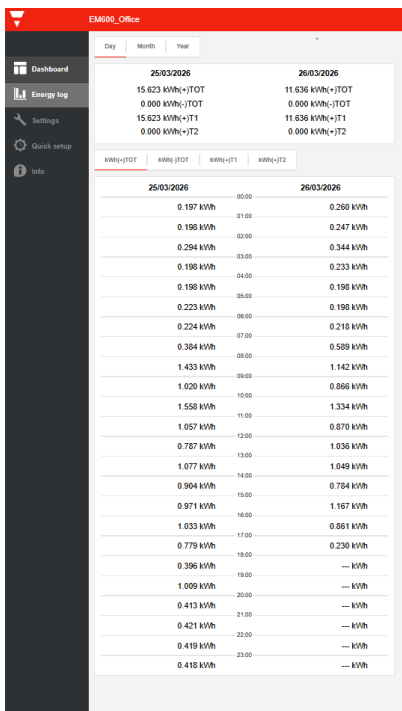 EM600_Office
Dashboard
Energy log
Settings
Quick setup
Info
Day Month Year
25/03/2026 26/03/2026
15.623 kWh(+)TOT 11.636 kWh(+)TOT
0.000 kWh(-)TOT 0.000 kWh(-)TOT
15.623 kWh(+)T1 11.636 kWh(+)T1
0.000 kWh(+)T2 0.000 kWh(+)T2
kWh(+)TOT kWh(-)TOT kWh(+)T1 kWh(+)T2
25/03/2026 26/03/2026
00:00
0.197 kWh 0.260 kWh
01:00
0.198 kWh 0.247 kWh
02:00
0.294 kWh 0.344 kWh
03:00
0.198 kWh 0.233 kWh
04:00
0.198 kWh 0.198 kWh
05:00
0.223 kWh 0.198 kWh
06:00
0.224 kWh 0.218 kWh
07:00
0.384 kWh 0.589 kWh
08:00
1.433 kWh 1.142 kWh
09:00
1.020 kWh 0.866 kWh
10:00
1.558 kWh 1.334 kWh
11:00
1.057 kWh 0.870 kWh
12:00
0.787 kWh 1.036 kWh
13:00
1.077 kWh 1.049 kWh
14:00
0.904 kWh 0.784 kWh
15:00
0.971 kWh 1.167 kWh
16:00
1.033 kWh 0.861 kWh
17:00
0.779 kWh 0.230 kWh
18:00
0.396 kWh --- kWh
19:00
1.009 kWh --- kWh
20:00
0.413 kWh --- kWh
21:00
0.421 kWh --- kWh
22:00
0.419 kWh --- kWh
23:00
0.418 kWh --- kWh